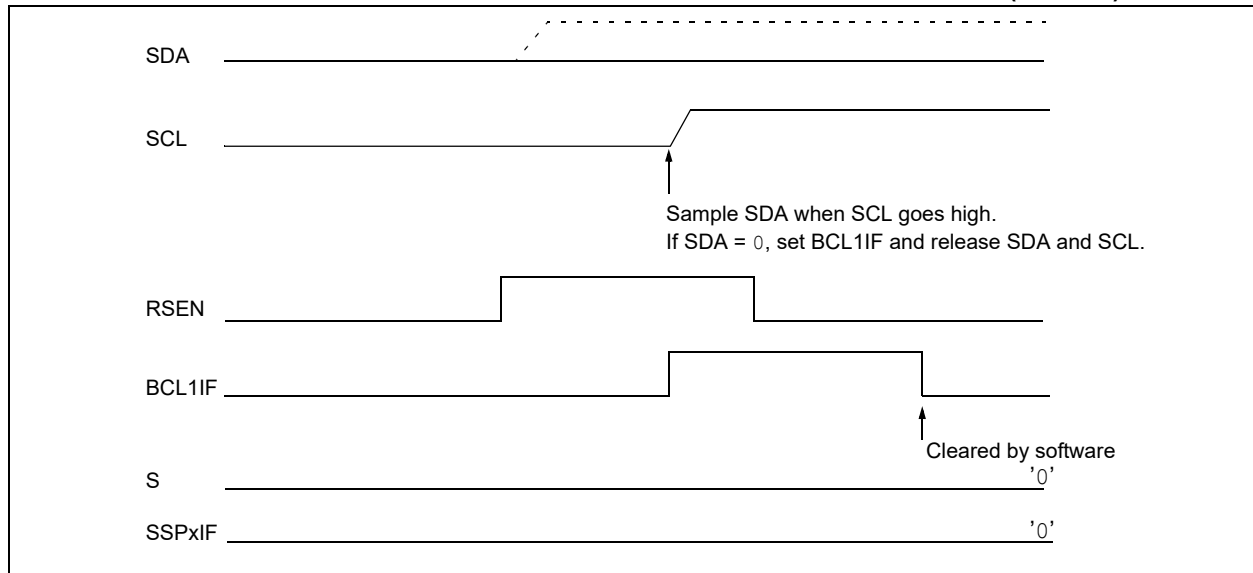 SDA
SCL
Sample SDA when SCL goes high.
If SDA = 0, set BCL1IF and release SDA and SCL.
RSEN
BCL1IF
Cleared by software
S '0'
SSPxIF '0'